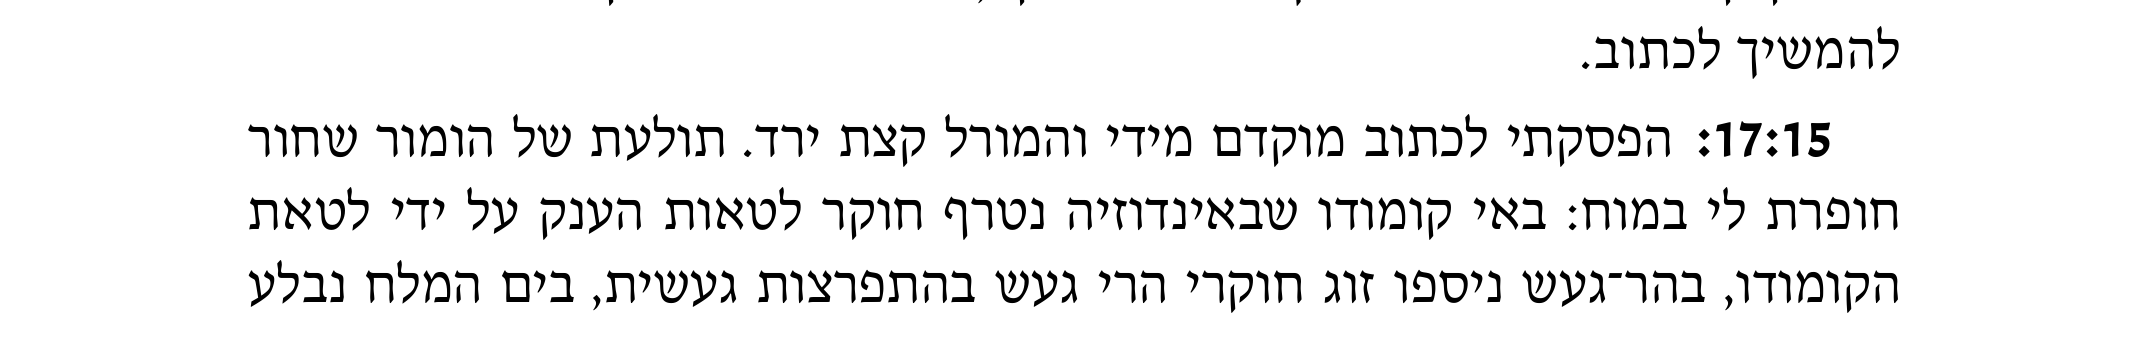 להמשיך לכתוב.
17:15: הפסקתי לכתוב מוקדם מידי והמורל קצת ירד. תולעת של הומור שחור
חופרת לי במוח: באי קומודו שבאינדוזיה נטרף חוקר לטאות הענק על ידי לטאת
הקומודו, בהר־געש ניספו זוג חוקרי הרי געש בהתפרצות געשית, בים המלח נבלע